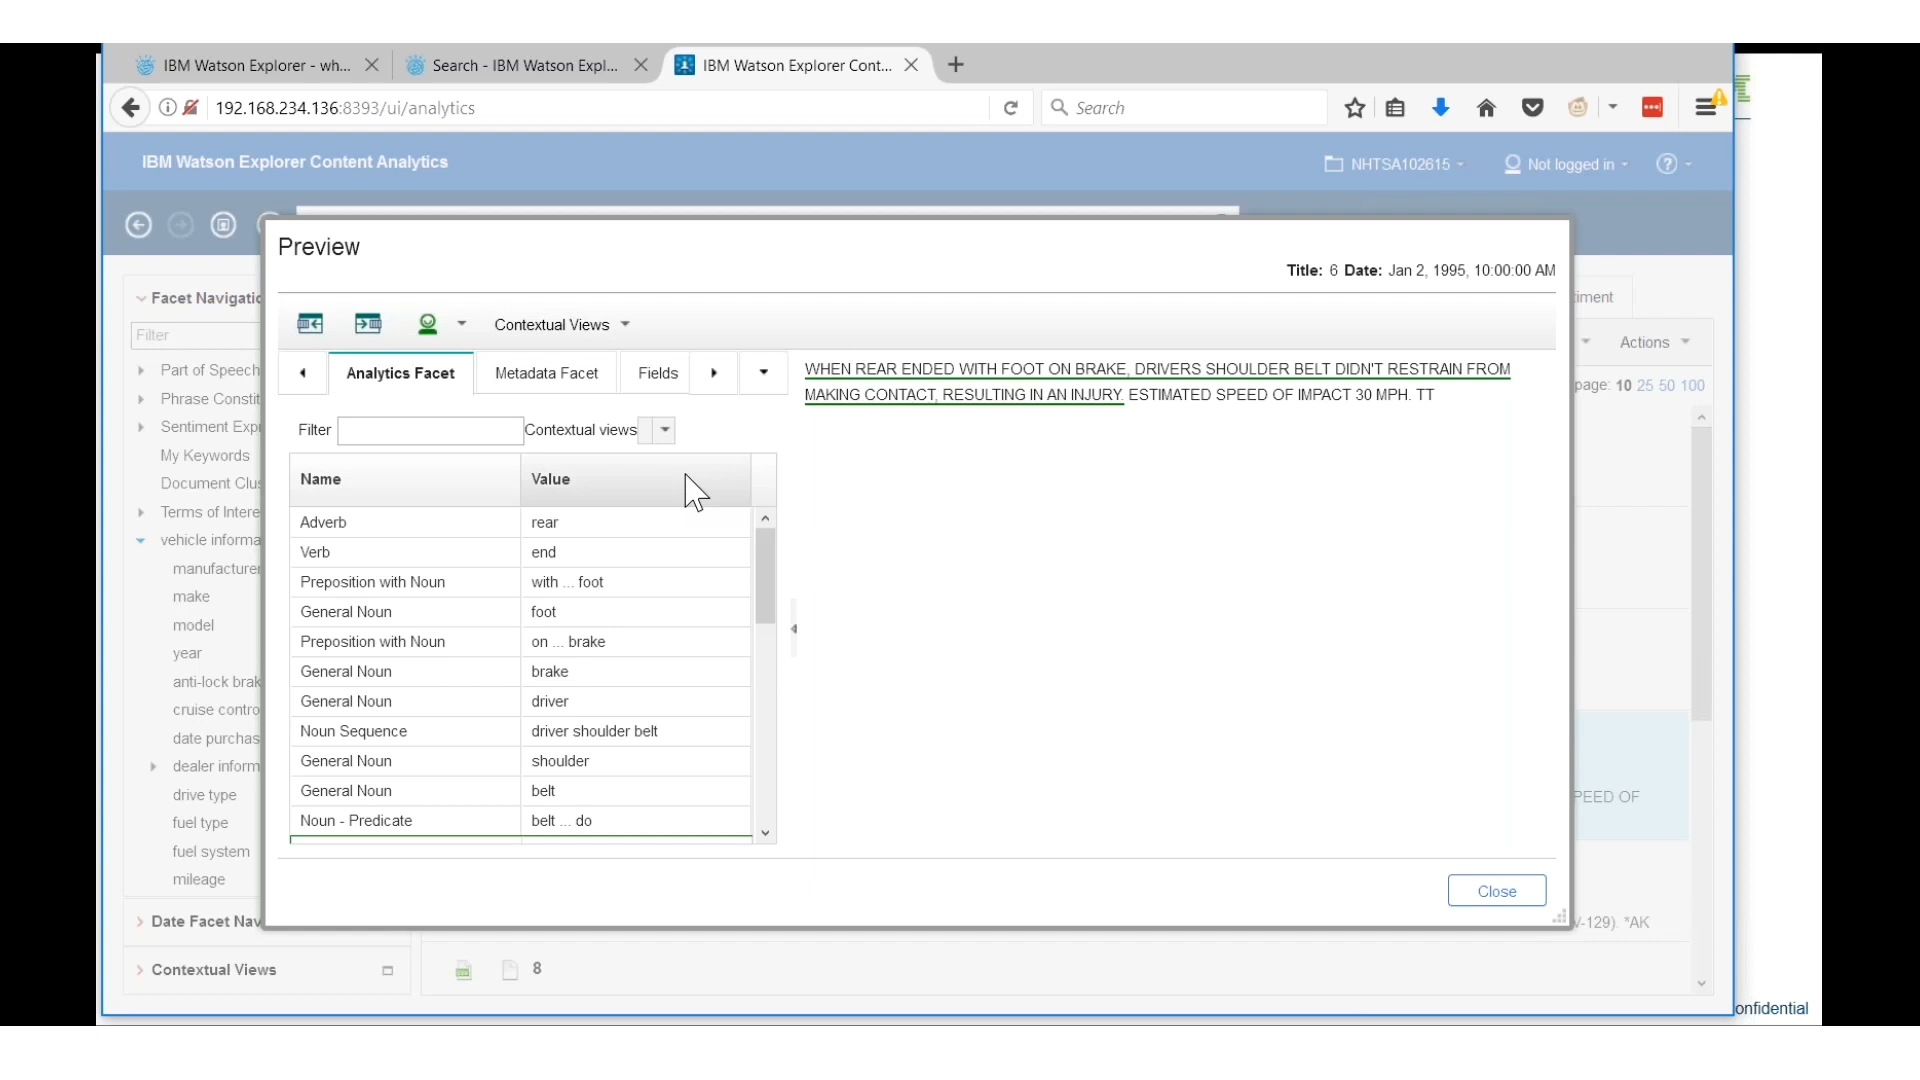 IBM Watson Explorer - wh...
Search - IBM Watson Expl...
IBM Watson Explorer Cont...
192.168.234.136:8393/ui/analytics
Search
IBM Watson Explorer Content Analytics
NHTSA102615
Not logged in
?
Preview
Title: 6 Date: Jan 2, 1995, 10:00:00 AM
Facet Navigatio
Filter
Part of Speech
Phrase Constit
Sentiment Exp
My Keywords
Document Clus
Terms of Intere
vehicle informa
manufacturer
make
model
year
anti-lock brak
cruise contro
date purchas
dealer inform
drive type
fuel type
fuel system
mileage
Date Facet Nav
Contextual Views
Contextual Views
Analytics Facet
Metadata Facet
Fields
WHEN REAR ENDED WITH FOOT ON BRAKE, DRIVERS SHOULDER BELT DIDN'T RESTRAIN FROM
MAKING CONTACT, RESULTING IN AN INJURY. ESTIMATED SPEED OF IMPACT 30 MPH. TT
Filter
Contextual views
Name Value
Adverb rear
Verb end
Preposition with Noun with ... foot
General Noun foot
Preposition with Noun on ... brake
General Noun brake
General Noun driver
Noun Sequence driver shoulder belt
General Noun shoulder
General Noun belt
Noun - Predicate belt ... do
Close
timent
Actions
page: 10 25 50 100
PEED OF
V-129). *AK
8
onfidential